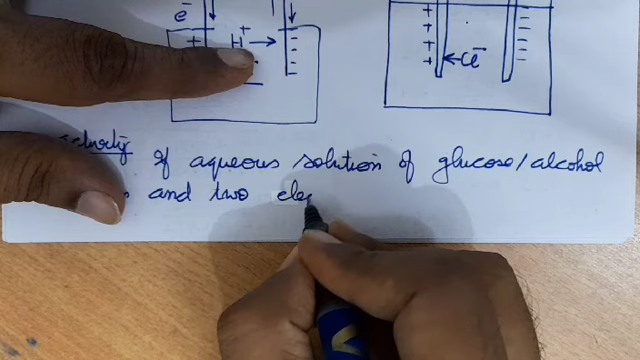 e⁻
H⁺
Cl⁻
of aqueous solution of glucose/alcohol
and two ele